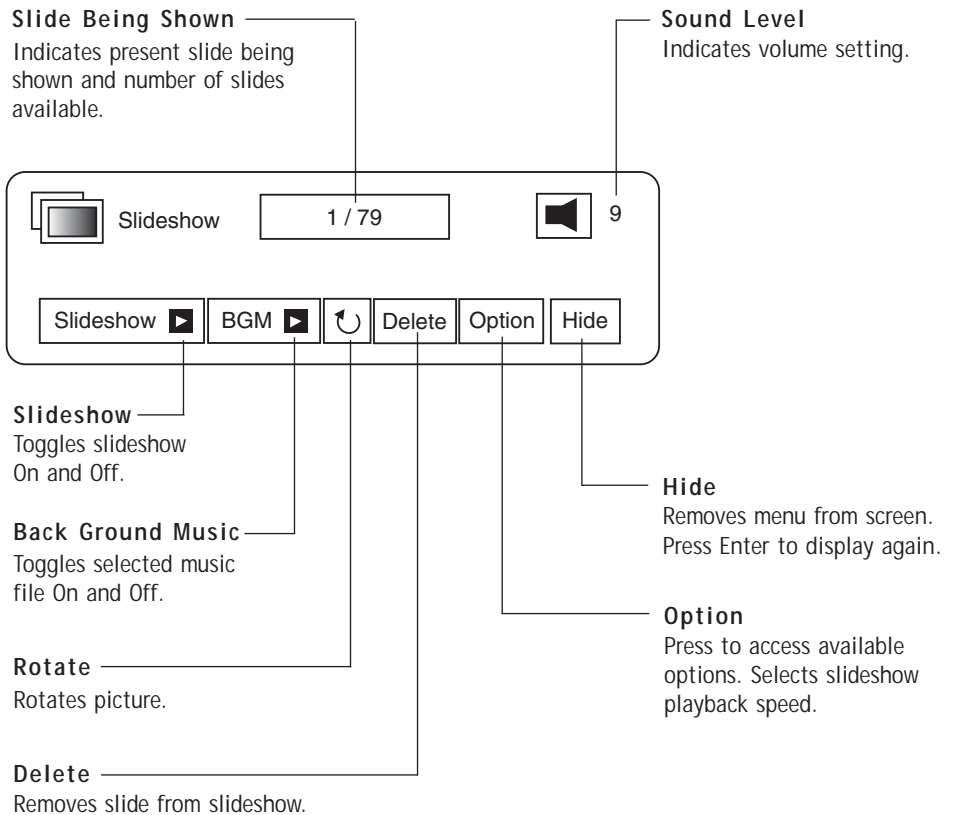 Slide Being Shown
Indicates present slide being
shown and number of slides
available.
Sound Level
Indicates volume setting.
Slideshow
1 / 79
9
Slideshow
BGM
Delete
Option
Hide
Slideshow
Toggles slideshow
On and Off.
Back Ground Music
Toggles selected music
file On and Off.
Rotate
Rotates picture.
Delete
Removes slide from slideshow.
Hide
Removes menu from screen.
Press Enter to display again.
Option
Press to access available
options. Selects slideshow
playback speed.